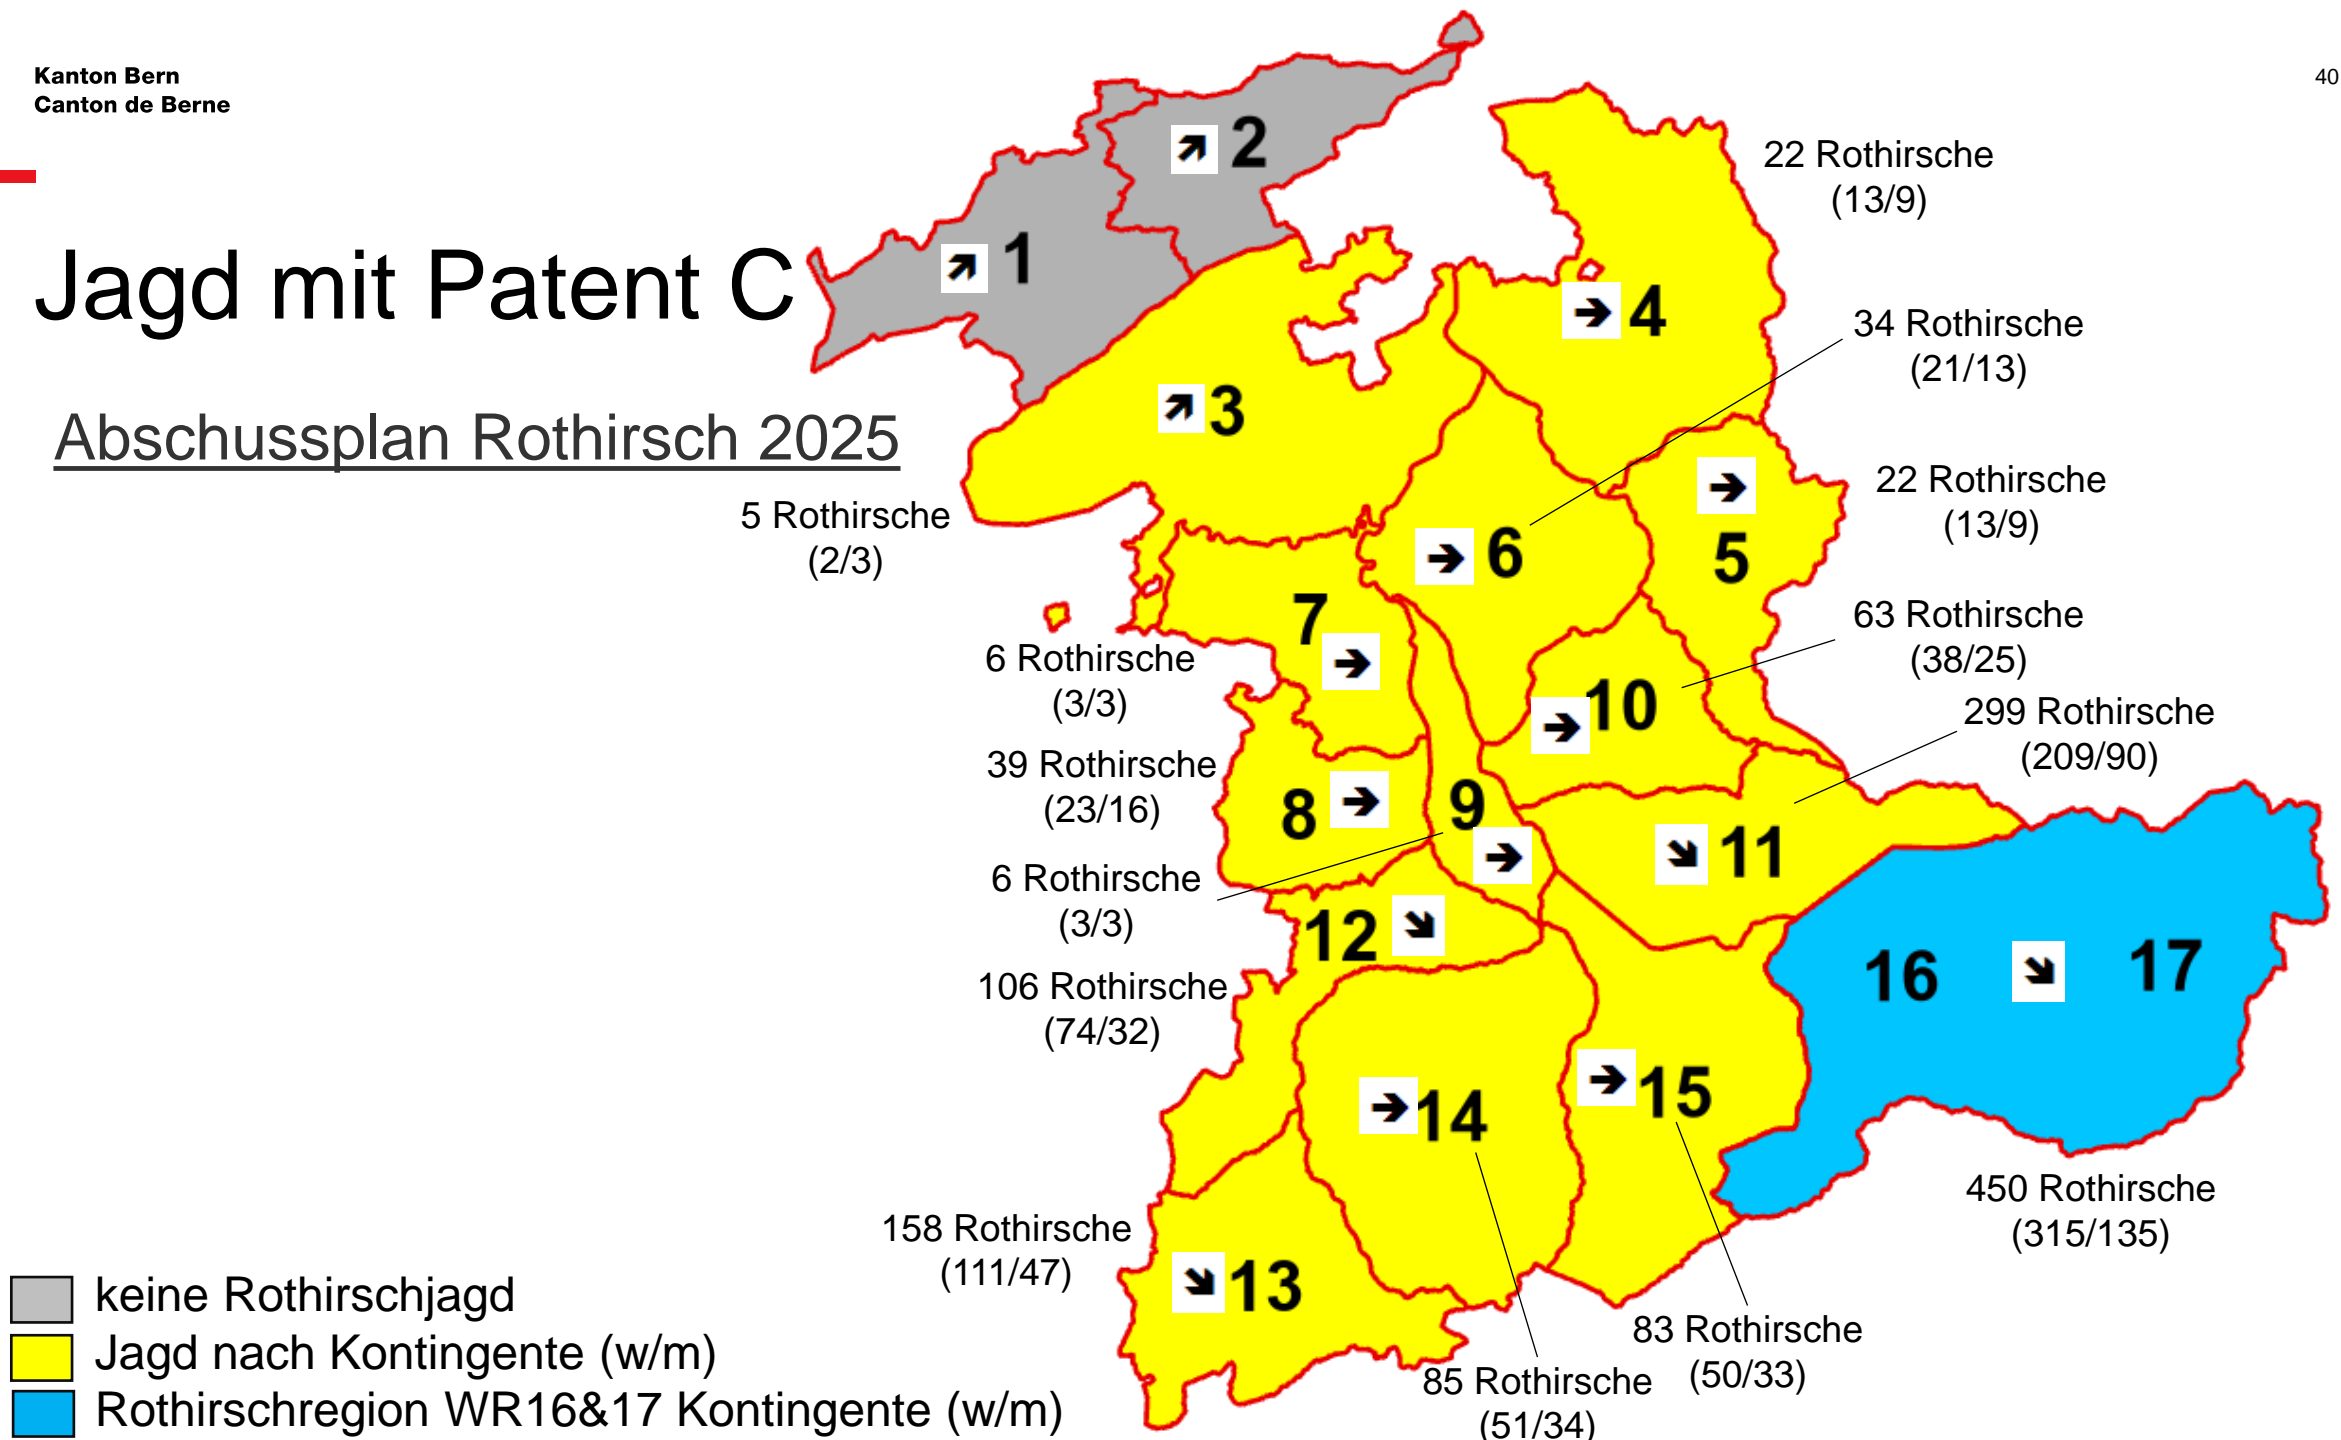 Kanton Bern
Canton de Berne
40
Jagd mit Patent C
Abschussplan Rothirsch 2025
1
2
3
4
5
6
7
8
9
10
11
12
13
14
15
16
17
22 Rothirsche
(13/9)
34 Rothirsche
(21/13)
22 Rothirsche
(13/9)
5 Rothirsche
(2/3)
63 Rothirsche
(38/25)
6 Rothirsche
(3/3)
299 Rothirsche
(209/90)
39 Rothirsche
(23/16)
6 Rothirsche
(3/3)
106 Rothirsche
(74/32)
450 Rothirsche
(315/135)
158 Rothirsche
(111/47)
83 Rothirsche
(50/33)
85 Rothirsche
(51/34)
keine Rothirschjagd
Jagd nach Kontingente (w/m)
Rothirschregion WR16&17 Kontingente (w/m)